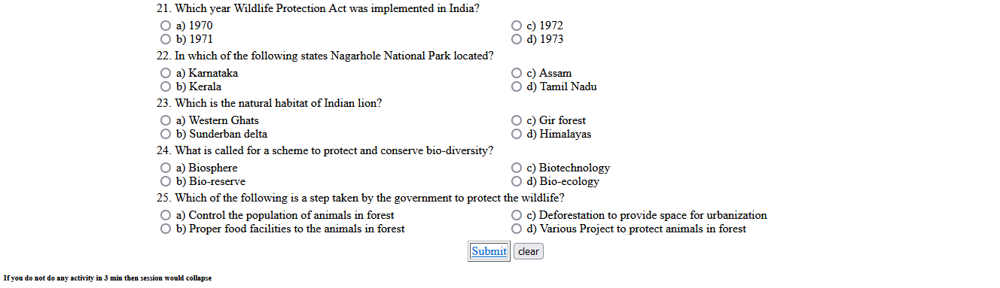 21. Which year Wildlife Protection Act was implemented in India?
a) 1970 c) 1972
b) 1971 d) 1973
22. In which of the following states Nagarhole National Park located?
a) Karnataka c) Assam
b) Kerala d) Tamil Nadu
23. Which is the natural habitat of Indian lion?
a) Western Ghats c) Gir forest
b) Sunderban delta d) Himalayas
24. What is called for a scheme to protect and conserve bio-diversity?
a) Biosphere c) Biotechnology
b) Bio-reserve d) Bio-ecology
25. Which of the following is a step taken by the government to protect the wildlife?
a) Control the population of animals in forest c) Deforestation to provide space for urbanization
b) Proper food facilities to the animals in forest d) Various Project to protect animals in forest
Submit clear
If you do not do any activity in 3 min then session would collapse